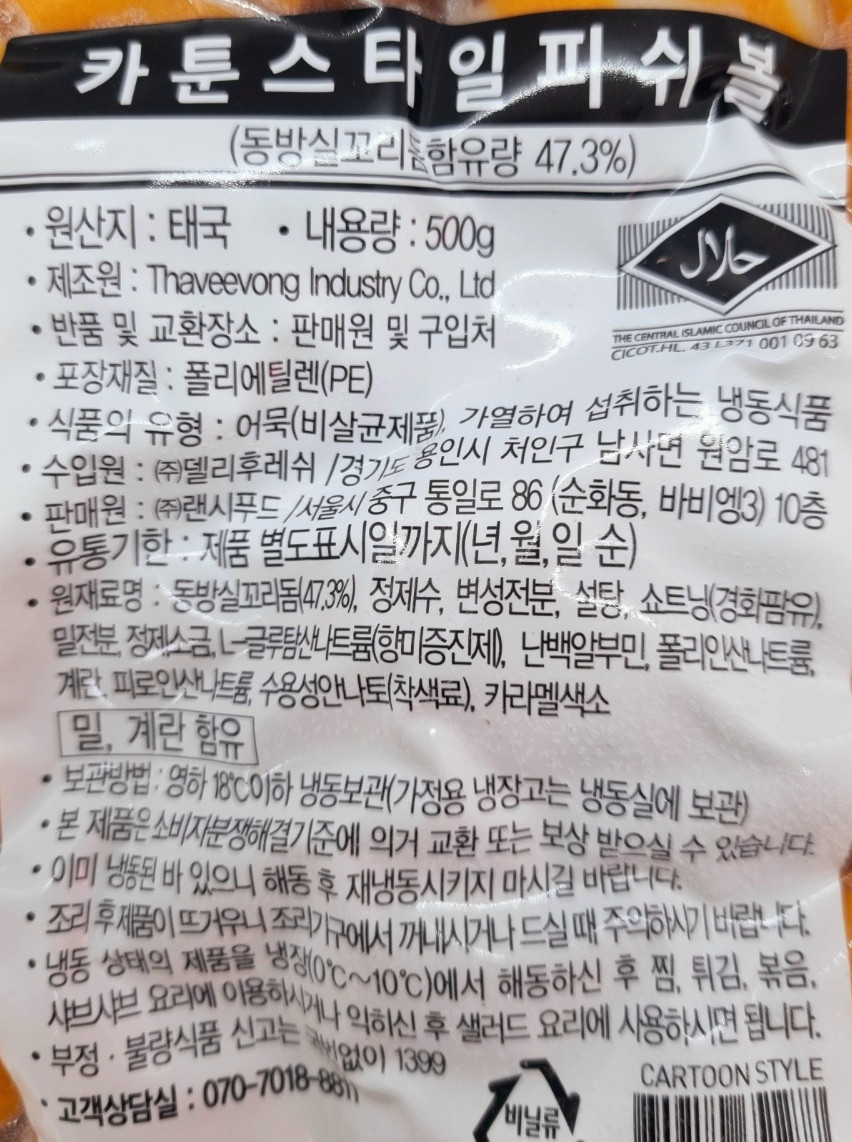 카툰스타일피쉬볼
(동방실꼬리돔함유량 47.3%)
• 원산지 : 태국 • 내용량 : 500g
حلال
• 제조원 : Thaveevong Industry Co., Ltd
THE CENTRAL ISLAMIC COUNCIL OF THAILAND
• 반품 및 교환장소 : 판매원 및 구입처
CICOT.HL. 43 L371 001 09 63
• 포장재질 : 폴리에틸렌(PE)
• 식품의 유형 : 어묵(비살균제품), 가열하여 섭취하는 냉동식품
• 수입원 : ㈜델리후레쉬 /경기도 용인시 처인구 남사면 원암로 481
• 판매원 : ㈜랜시푸드 /서울시 중구 통일로 86 (순화동, 바비엥3) 10층
• 유통기한 : 제품 별도표시일까지(년,월,일 순)
• 원재료명 : 동방실꼬리돔(47.3%), 정제수, 변성전분, 설탕, 쇼트닝(경화팜유),
밀전분, 정제소금, L-글루탐산나트륨(향미증진제), 난백알부민, 폴리인산나트륨,
계란, 피로인산나트륨, 수용성안나토(착색료), 카라멜색소
밀, 계란 함유
• 보관방법 : 영하 18℃이하 냉동보관(가정용 냉장고는 냉동실에 보관)
• 본 제품은 소비자분쟁해결기준에 의거 교환 또는 보상 받으실 수 있습니다.
• 이미 냉동된 바 있으니 해동 후 재냉동시키지 마시길 바랍니다.
• 조리 후 제품이 뜨거우니 조리기구에서 꺼내시거나 드실 때 주의하시기 바랍니다.
• 냉동 상태의 제품을 냉장(0℃~10℃)에서 해동하신 후 찜, 튀김, 볶음,
샤브샤브 요리에 이용하시거나 익히신 후 샐러드 요리에 사용하시면 됩니다.
• 부정 · 불량식품 신고는 국번없이 1399
• 고객상담실 : 070-7018-8811
CARTOON STYLE
비닐류